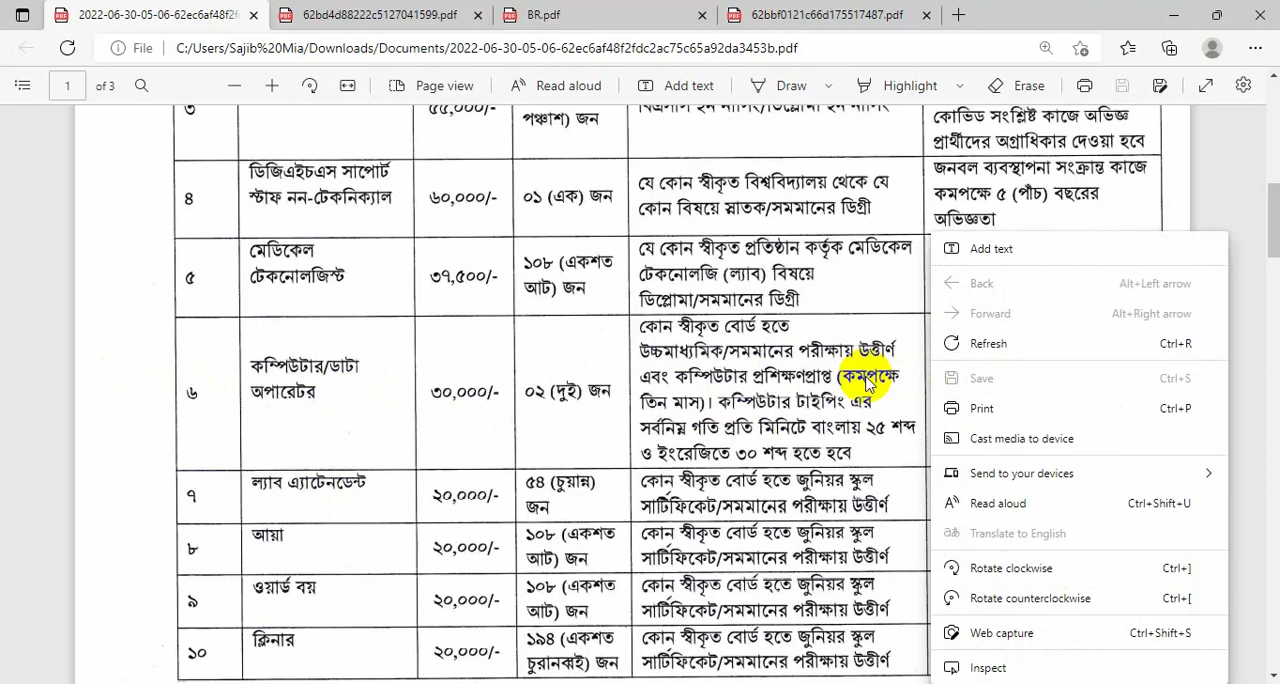 2022-06-30-05-06-62ec6af48f2f
62bd4d88222c5127041599.pdf
BR.pdf
62bbf0121c66d175517487.pdf
File
C:/Users/Sajib%20Mia/Downloads/Documents/2022-06-30-05-06-62ec6af48f2fdc2ac75c65a92cda3453b.pdf
1 of 3
Page view
Read aloud
Add text
Draw
Highlight
Erase
৩
৫৫,০০০/-
পঞ্চাশ) জন
বিএসসি ইন নার্সিং/ডিপ্লোমা ইন নার্সিং
কোভিড সংশ্লিষ্ট কাজে অভিজ্ঞ
প্রার্থীদের অগ্রাধিকার দেওয়া হবে
৪
ডিজিএইচএস সাপোর্ট
স্টাফ নন-টেকনিক্যাল
৬০,০০০/-
০১ (এক) জন
যে কোন স্বীকৃত বিশ্ববিদ্যালয় থেকে যে
কোন বিষয়ে স্নাতক/সমমানের ডিগ্রী
জনবল ব্যবস্থাপনা সংক্রান্ত কাজে
কমপক্ষে ৫ (পাঁচ) বছরের
অভিজ্ঞতা
৫
মেডিকেল
টেকনোলজিস্ট
৩৭,৫০০/-
১০৮ (একশত
আট) জন
যে কোন স্বীকৃত প্রতিষ্ঠান কর্তৃক মেডিকেল
টেকনোলজি (ল্যাব) বিষয়ে
ডিপ্লোমা/সমমানের ডিগ্রী
৬
কম্পিউটার/ডাটা
অপারেটর
৩০,০০০/-
০২ (দুই) জন
কোন স্বীকৃত বোর্ড হতে
উচ্চমাধ্যমিক/সমমানের পরীক্ষায় উত্তীর্ণ
এবং কম্পিউটার প্রশিক্ষণপ্রাপ্ত (কমপক্ষে
তিন মাস)। কম্পিউটার টাইপিং এর
সর্বনিম্ন গতি প্রতি মিনিটে বাংলায় ২৫ শব্দ
ও ইংরেজিতে ৩০ শব্দ হতে হবে
৭
ল্যাব এ্যাটেনডেন্ট
২০,০০০/-
৫৪ (চুয়ান্ন)
জন
কোন স্বীকৃত বোর্ড হতে জুনিয়র স্কুল
সার্টিফিকেট/সমমানের পরীক্ষায় উত্তীর্ণ
৮
আয়া
২০,০০০/-
১০৮ (একশত
আট) জন
কোন স্বীকৃত বোর্ড হতে জুনিয়র স্কুল
সার্টিফিকেট/সমমানের পরীক্ষায় উত্তীর্ণ
৯
ওয়ার্ড বয়
২০,০০০/-
১০৮ (একশত
আট) জন
কোন স্বীকৃত বোর্ড হতে জুনিয়র স্কুল
সার্টিফিকেট/সমমানের পরীক্ষায় উত্তীর্ণ
১০
ক্লিনার
২০,০০০/-
১৯৪ (একশত
চুরানব্বই) জন
কোন স্বীকৃত বোর্ড হতে জুনিয়র স্কুল
সার্টিফিকেট/সমমানের পরীক্ষায় উত্তীর্ণ
Add text
Back Alt+Left arrow
Forward Alt+Right arrow
Refresh Ctrl+R
Save Ctrl+S
Print Ctrl+P
Cast media to device
Send to your devices
Read aloud Ctrl+Shift+U
Translate to English
Rotate clockwise Ctrl+]
Rotate counterclockwise Ctrl+[
Web capture Ctrl+Shift+S
Inspect